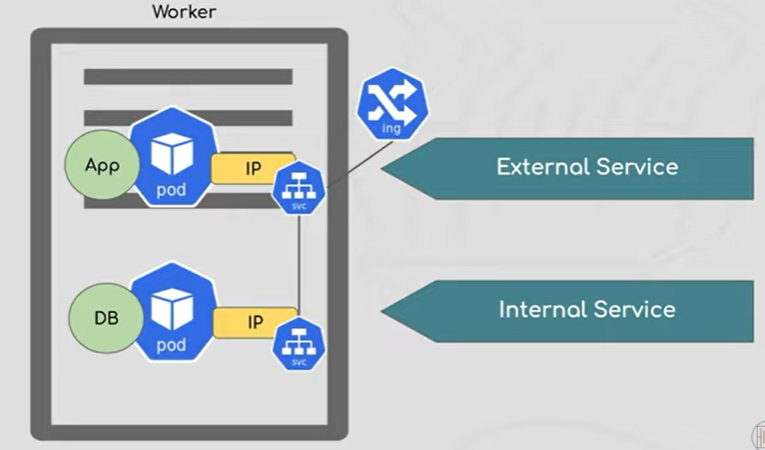 Worker
ing
App
pod
IP
svc
External Service
DB
pod
IP
svc
Internal Service